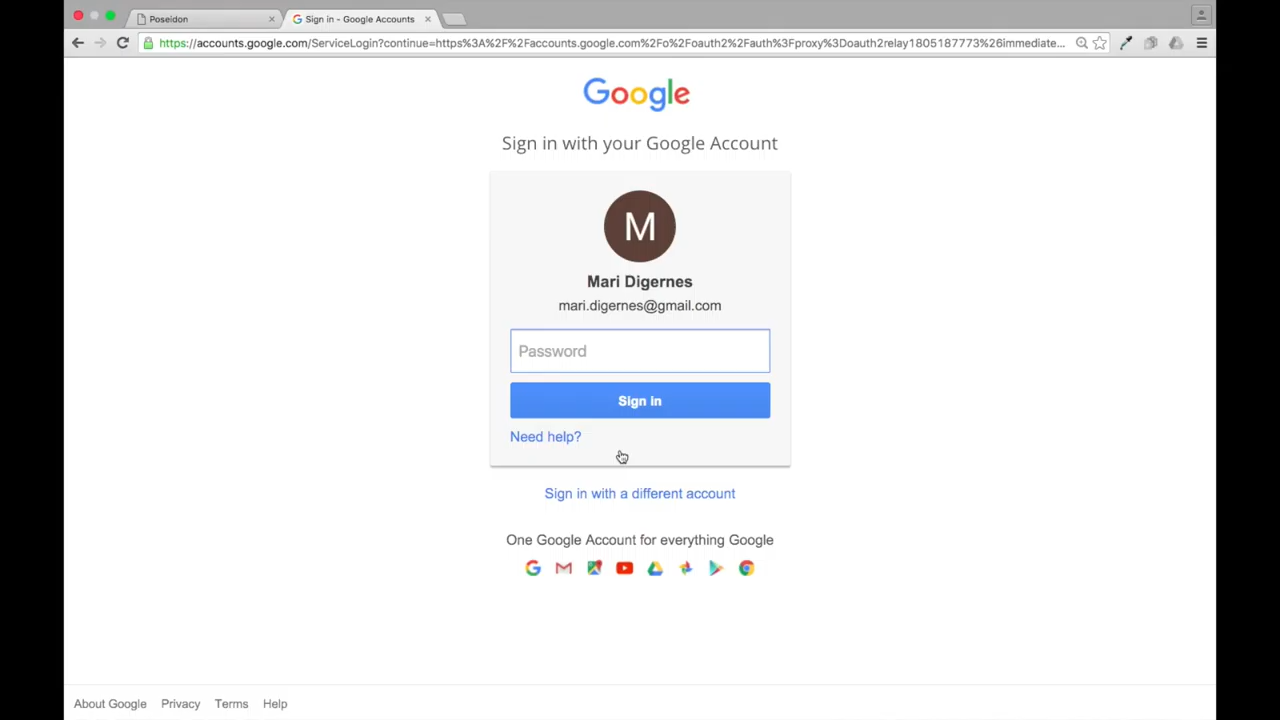 Poseidon
Sign in - Google Accounts
https://accounts.google.com/ServiceLogin?continue=https%3A%2F%2Faccounts.google.com%2Fo%2Foauth2%2Fauth%3Fproxy%3Doauth2relay1805187773%26immediate...
Google
Sign in with your Google Account
M
Mari Digernes
mari.digernes@gmail.com
Password
Sign in
Need help?
Sign in with a different account
One Google Account for everything Google
About Google Privacy Terms Help